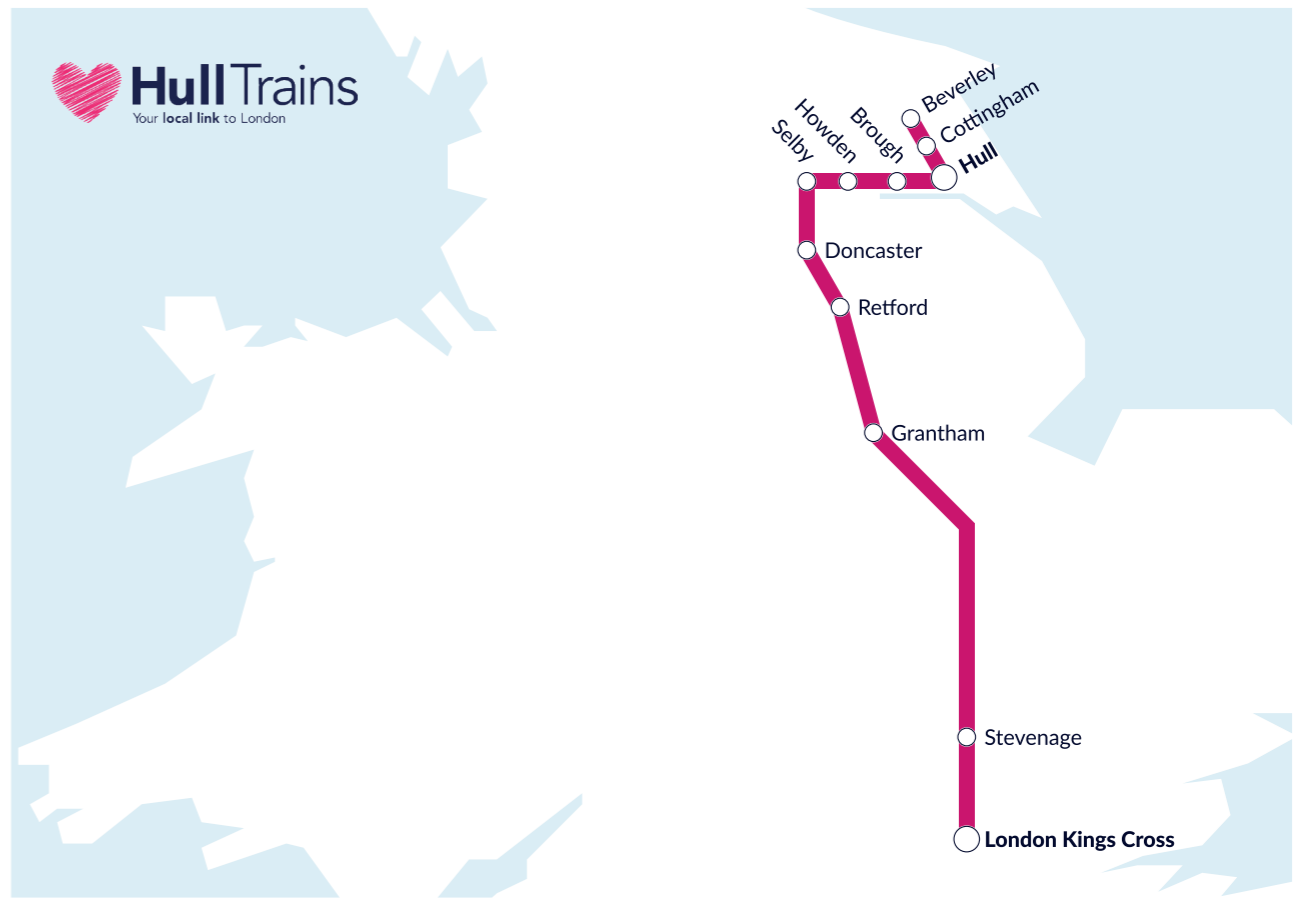 Hull Trains
Your local link to London
Beverley
Cottingham
Hull
Brough
Howden
Selby
Doncaster
Retford
Grantham
Stevenage
London Kings Cross